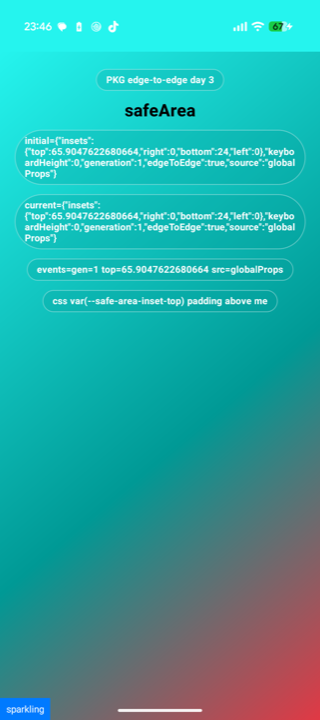 23:46
67
PKG edge-to-edge day 3
safeArea
initial={"insets":
{"top":65.9047622680664,"right":0,"bottom":24,"left":0},"keybo
ardHeight":0,"generation":1,"edgeToEdge":true,"source":"global
Props"}
current={"insets":
{"top":65.9047622680664,"right":0,"bottom":24,"left":0},"keybo
ardHeight":0,"generation":1,"edgeToEdge":true,"source":"global
Props"}
events=gen=1 top=65.9047622680664 src=globalProps
css var(--safe-area-inset-top) padding above me
sparkling